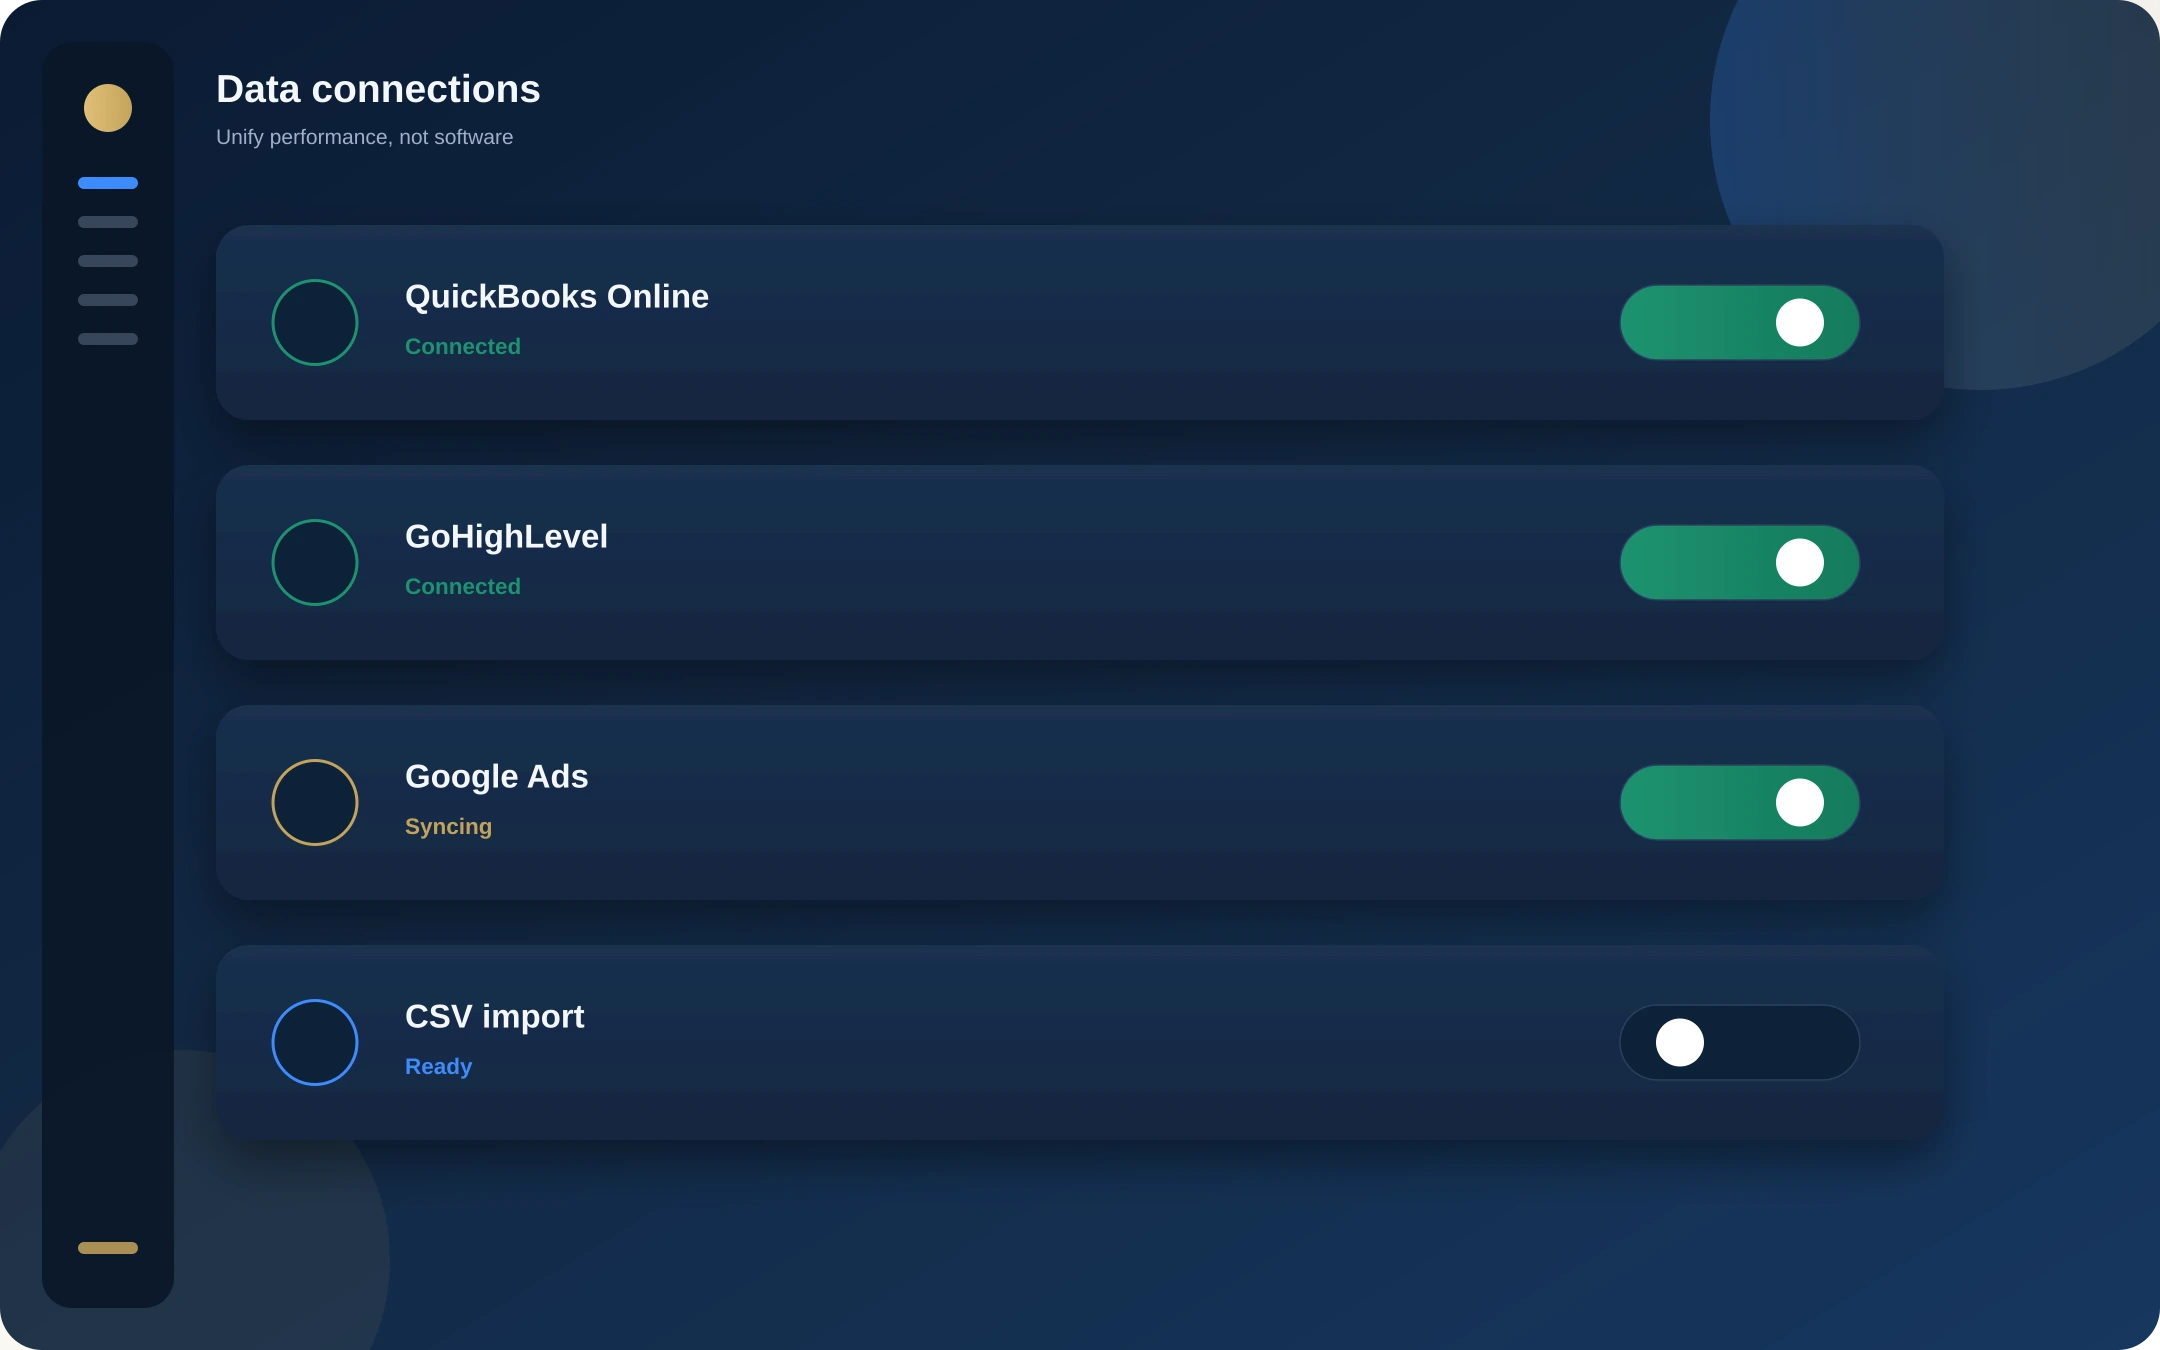 Data connections
Unify performance, not software
QuickBooks Online
Connected
GoHighLevel
Connected
Google Ads
Syncing
CSV import
Ready